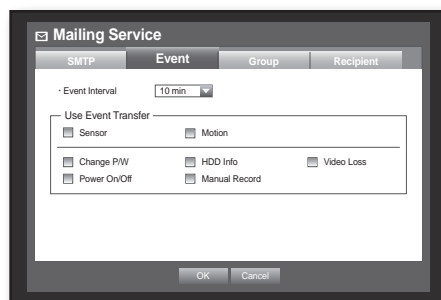 Mailing Service
SMTP Event Group Recipient
· Event Interval 10 min
Use Event Transfer
Sensor Motion
Change P/W HDD Info Video Loss
Power On/Off Manual Record
OK Cancel